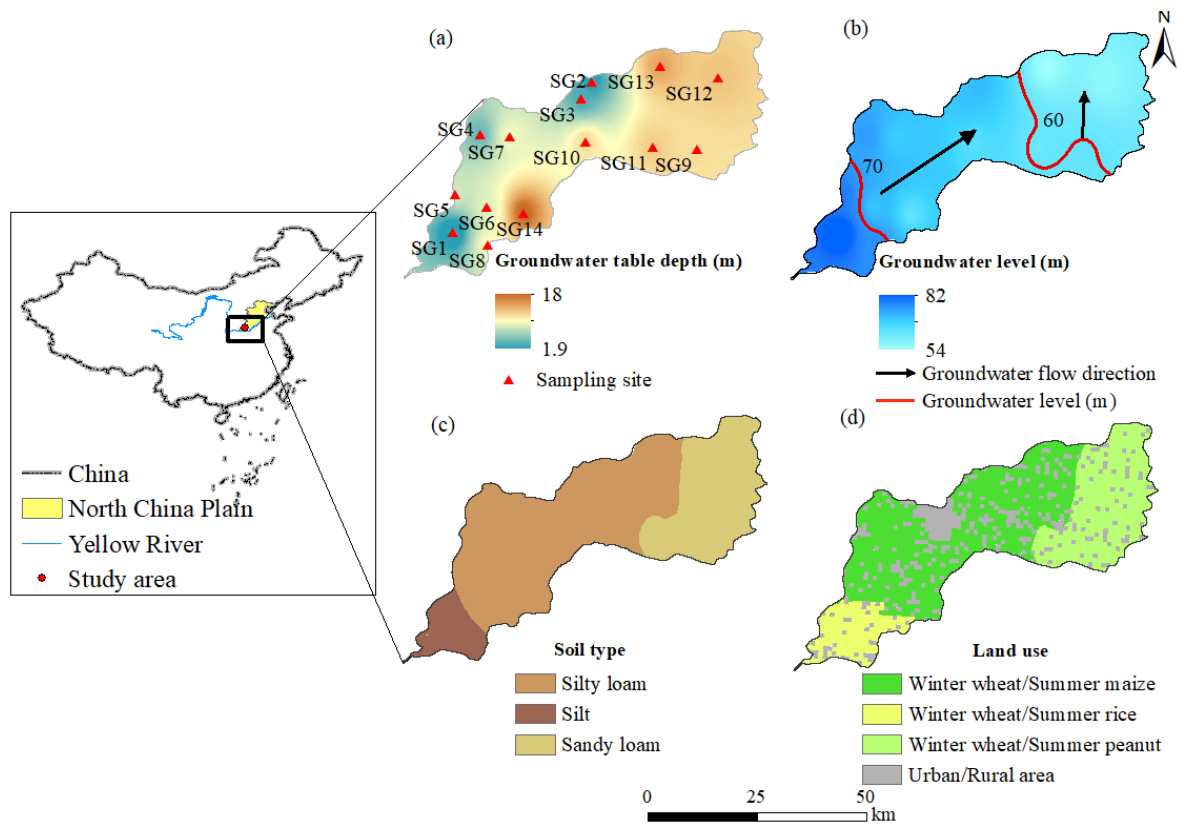 (a)
(b)
N
SG2
SG13
SG12
SG3
SG4
SG7
SG10
SG11
SG9
SG5
SG6
SG14
SG1
SG8
60
70
Groundwater table depth (m)
18
1.9
Sampling site
Groundwater level (m)
82
54
Groundwater flow direction
Groundwater level (m)
China
North China Plain
Yellow River
Study area
(c)
(d)
Soil type
Silty loam
Silt
Sandy loam
Land use
Winter wheat/Summer maize
Winter wheat/Summer rice
Winter wheat/Summer peanut
Urban/Rural area
0 25 50
km